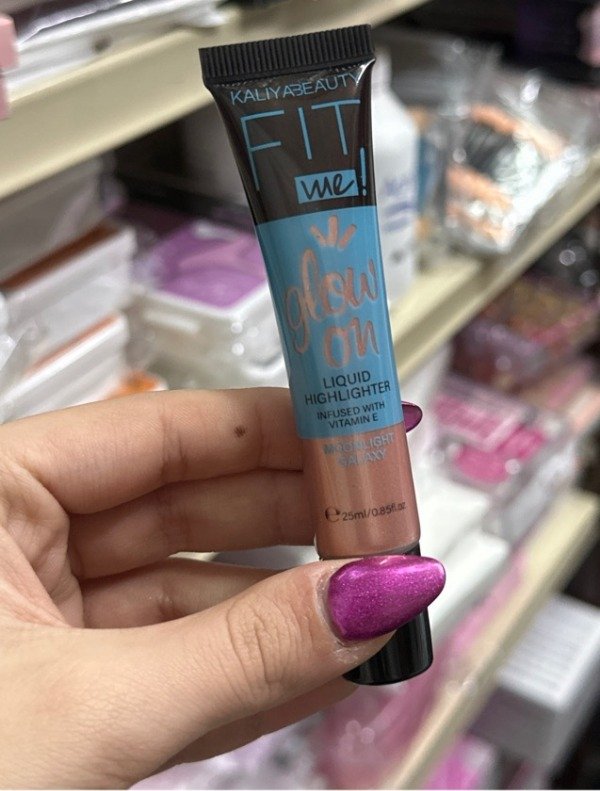 KALIYABEAUTY
FIT
me!
glow
on
LIQUID
HIGHLIGHTER
INFUSED WITH
VITAMIN E
MOONLIGHT
GALAXY
e 25ml/0.85fl.oz